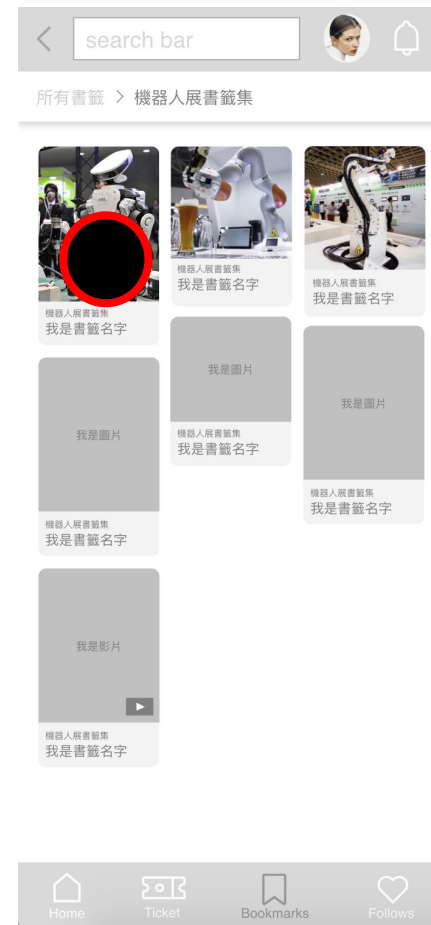 search bar
所有書籤 > 機器人展書籤集
機器人展書籤集
我是書籤名字
機器人展書籤集
我是書籤名字
機器人展書籤集
我是書籤名字
我是圖片
機器人展書籤集
我是書籤名字
我是圖片
機器人展書籤集
我是書籤名字
我是圖片
機器人展書籤集
我是書籤名字
我是影片
機器人展書籤集
我是書籤名字
Home
Ticket
Bookmarks
Follows